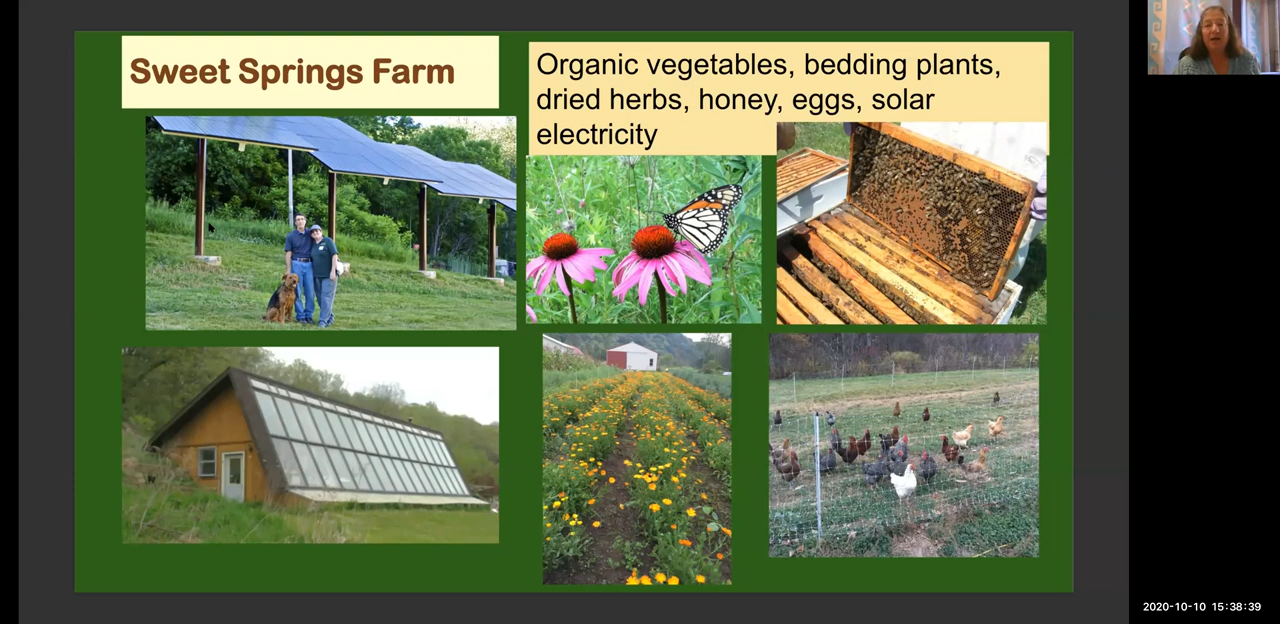 Sweet Springs Farm
Organic vegetables, bedding plants,
dried herbs, honey, eggs, solar
electricity
2020-10-10 15:38:39